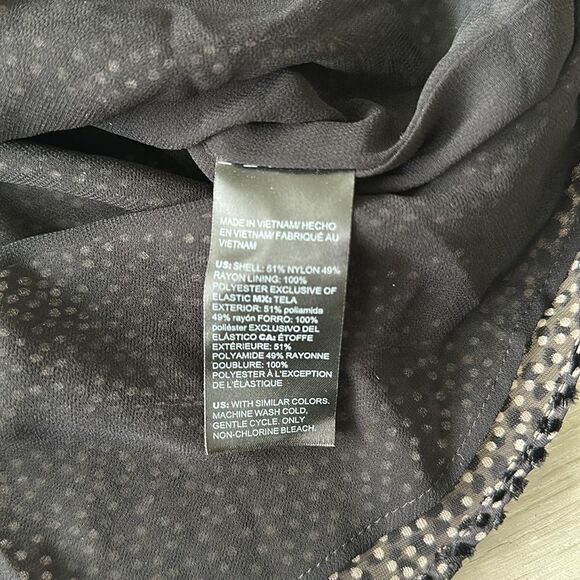 MADE IN VIETNAM/ HECHO
EN VIETNAM/ FABRIQUÉ AU
VIETNAM
US: SHELL: 51% NYLON 49%
RAYON LINING: 100%
POLYESTER EXCLUSIVE OF
ELASTIC MX: TELA
EXTERIOR: 51% poliamida
49% rayón FORRO: 100%
poliéster EXCLUSIVO DEL
ELÁSTICO CA: ÉTOFFE
EXTÉRIEURE: 51%
POLYAMIDE 49% RAYONNE
DOUBLURE: 100%
POLYESTER À L'EXCEPTION
DE L'ÉLASTIQUE
US: WITH SIMILAR COLORS.
MACHINE WASH COLD,
GENTLE CYCLE. ONLY
NON-CHLORINE BLEACH.